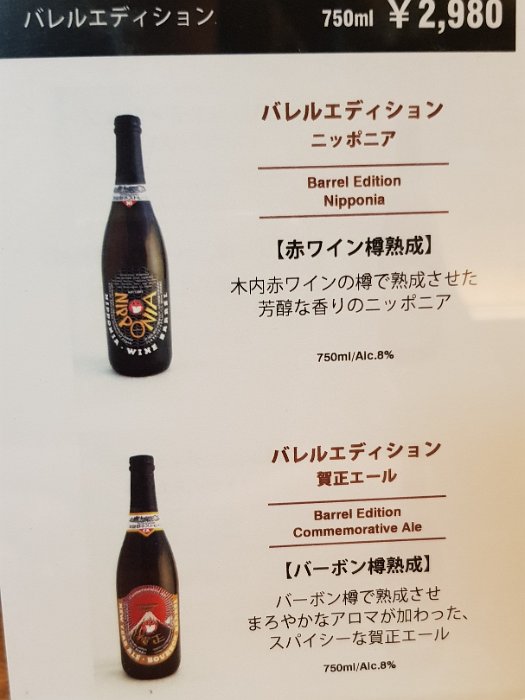 バレルエディション 750ml ￥2,980
バレルエディション
ニッポニア
Barrel Edition
Nipponia
【赤ワイン樽熟成】
木内赤ワインの樽で熟成させた
芳醇な香りのニッポニア
750ml/Alc.8%
NIPPONIA
NIPPONIA・WINE BARREL
バレルエディション
賀正エール
Barrel Edition
Commemorative Ale
【バーボン樽熟成】
バーボン樽で熟成させ
まろやかなアロマが加わった、
スパイシーな賀正エール
750ml/Alc.8%
賀正